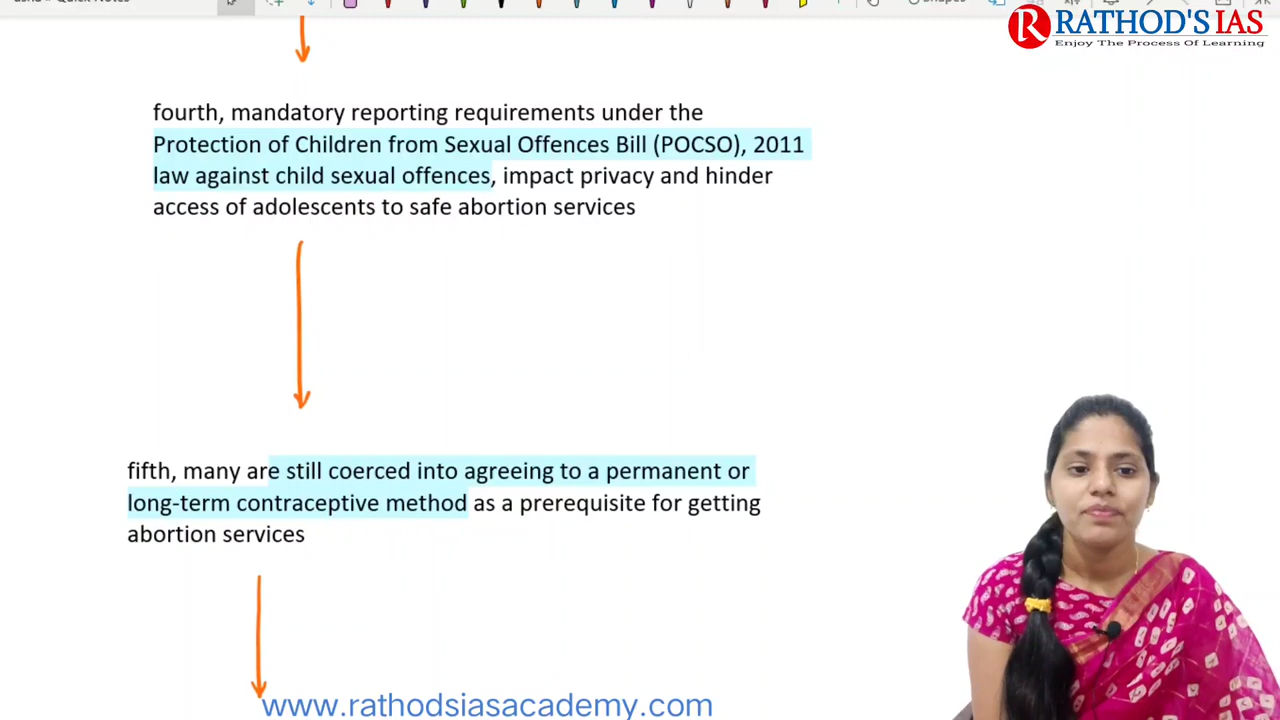 RATHOD'S IAS
Enjoy The Process Of Learning
fourth, mandatory reporting requirements under the
Protection of Children from Sexual Offences Bill (POCSO), 2011
law against child sexual offences, impact privacy and hinder
access of adolescents to safe abortion services
fifth, many are still coerced into agreeing to a permanent or
long-term contraceptive method as a prerequisite for getting
abortion services
www.rathodsiasacademy.com